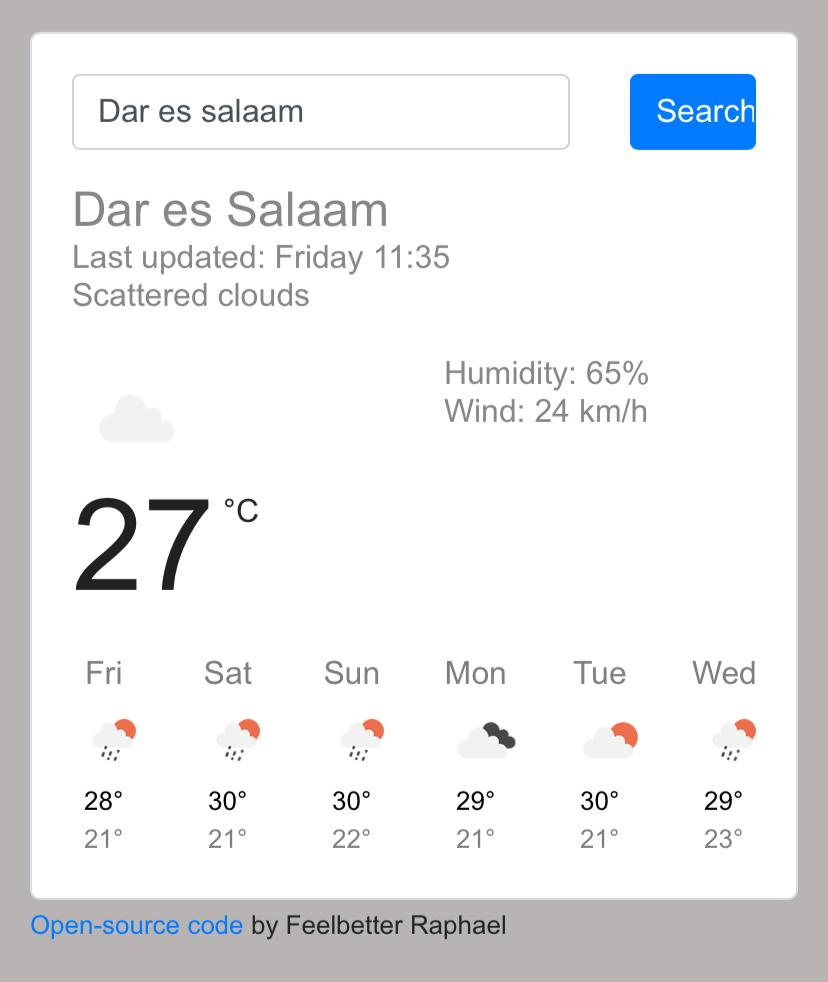 Dar es salaam Search
Dar es Salaam
Last updated: Friday 11:35
Scattered clouds
Humidity: 65%
Wind: 24 km/h
27 °C
Fri Sat Sun Mon Tue Wed
28° 30° 30° 29° 30° 29°
21° 21° 22° 21° 21° 23°
Open-source code by Feelbetter Raphael